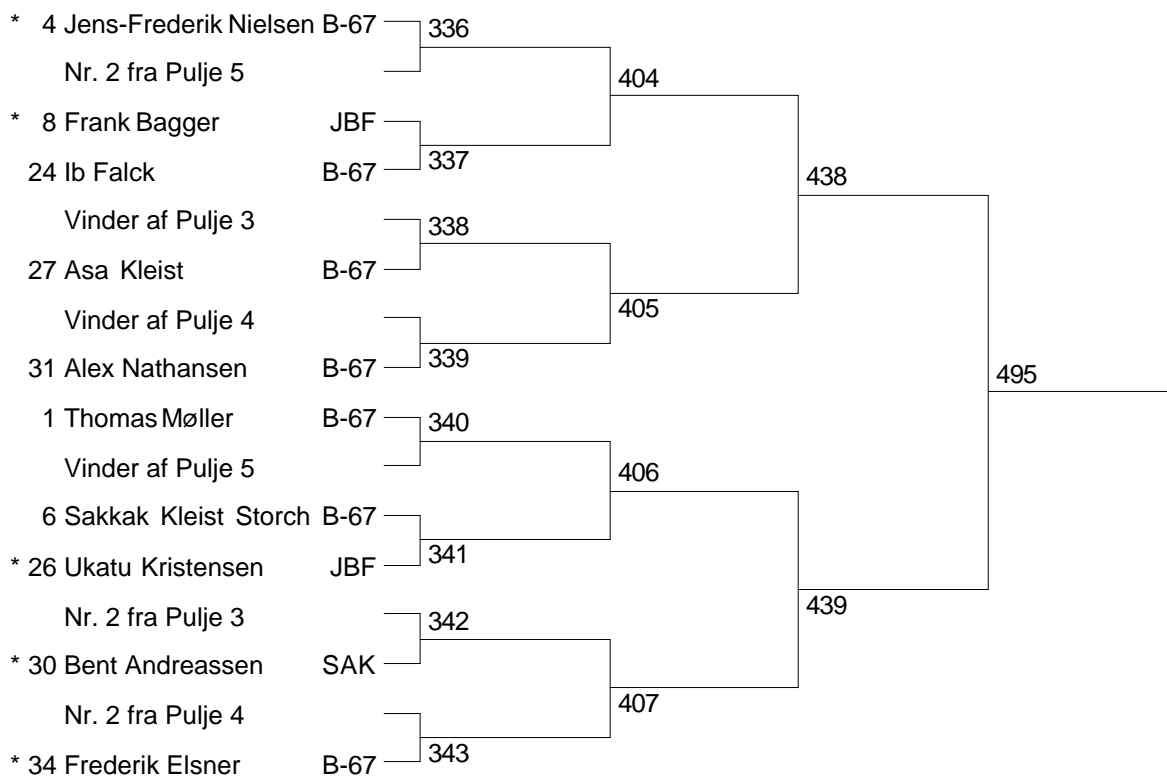 * 4 Jens-Frederik Nielsen B-67 336
Nr. 2 fra Pulje 5
404
* 8 Frank Bagger JBF
337
24 Ib Falck B-67
438
Vinder af Pulje 3
338
27 Asa Kleist B-67
405
Vinder af Pulje 4
339
31 Alex Nathansen B-67
495
1 Thomas Møller B-67 340
Vinder af Pulje 5
406
6 Sakkak Kleist Storch B-67
341
* 26 Ukatu Kristensen JBF
439
Nr. 2 fra Pulje 3
342
* 30 Bent Andreassen SAK
407
Nr. 2 fra Pulje 4
343
* 34 Frederik Elsner B-67